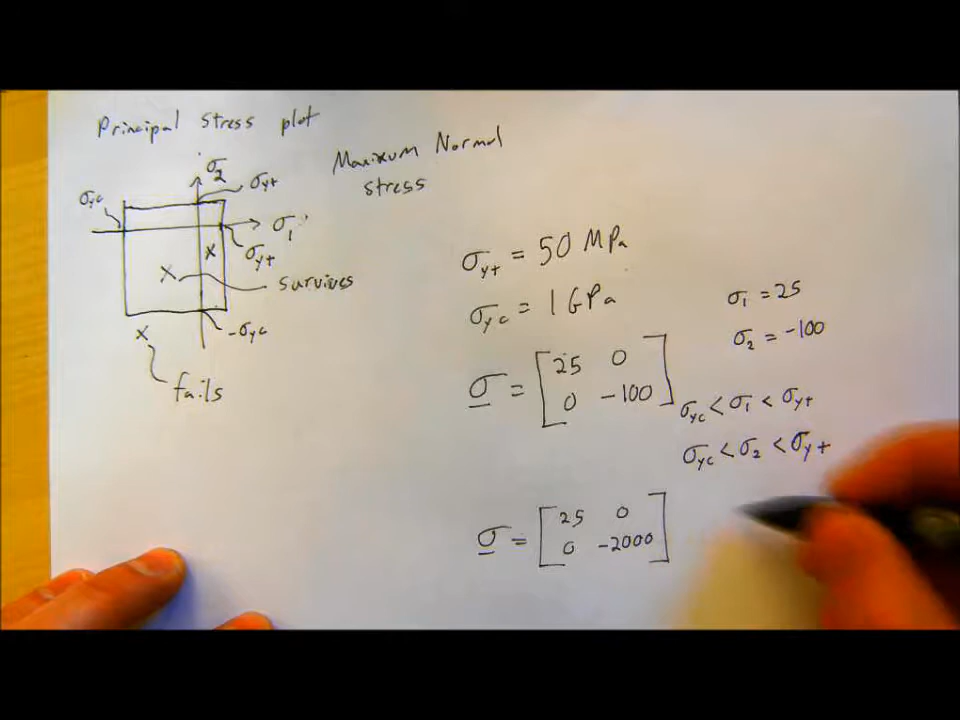 Principal stress plot
Maximum Normal
stress
σ2
σyt
σyc
σ1
σyt
X
X
survives
-σyc
X
fails
σyt = 50 MPa
σyc = 1 GPa
σ1 = 25
σ2 = -100
σ = [25 0
0 -100]
σyc < σ1 < σyt
σyc < σ2 < σyt
σ = [25 0
0 -2000]